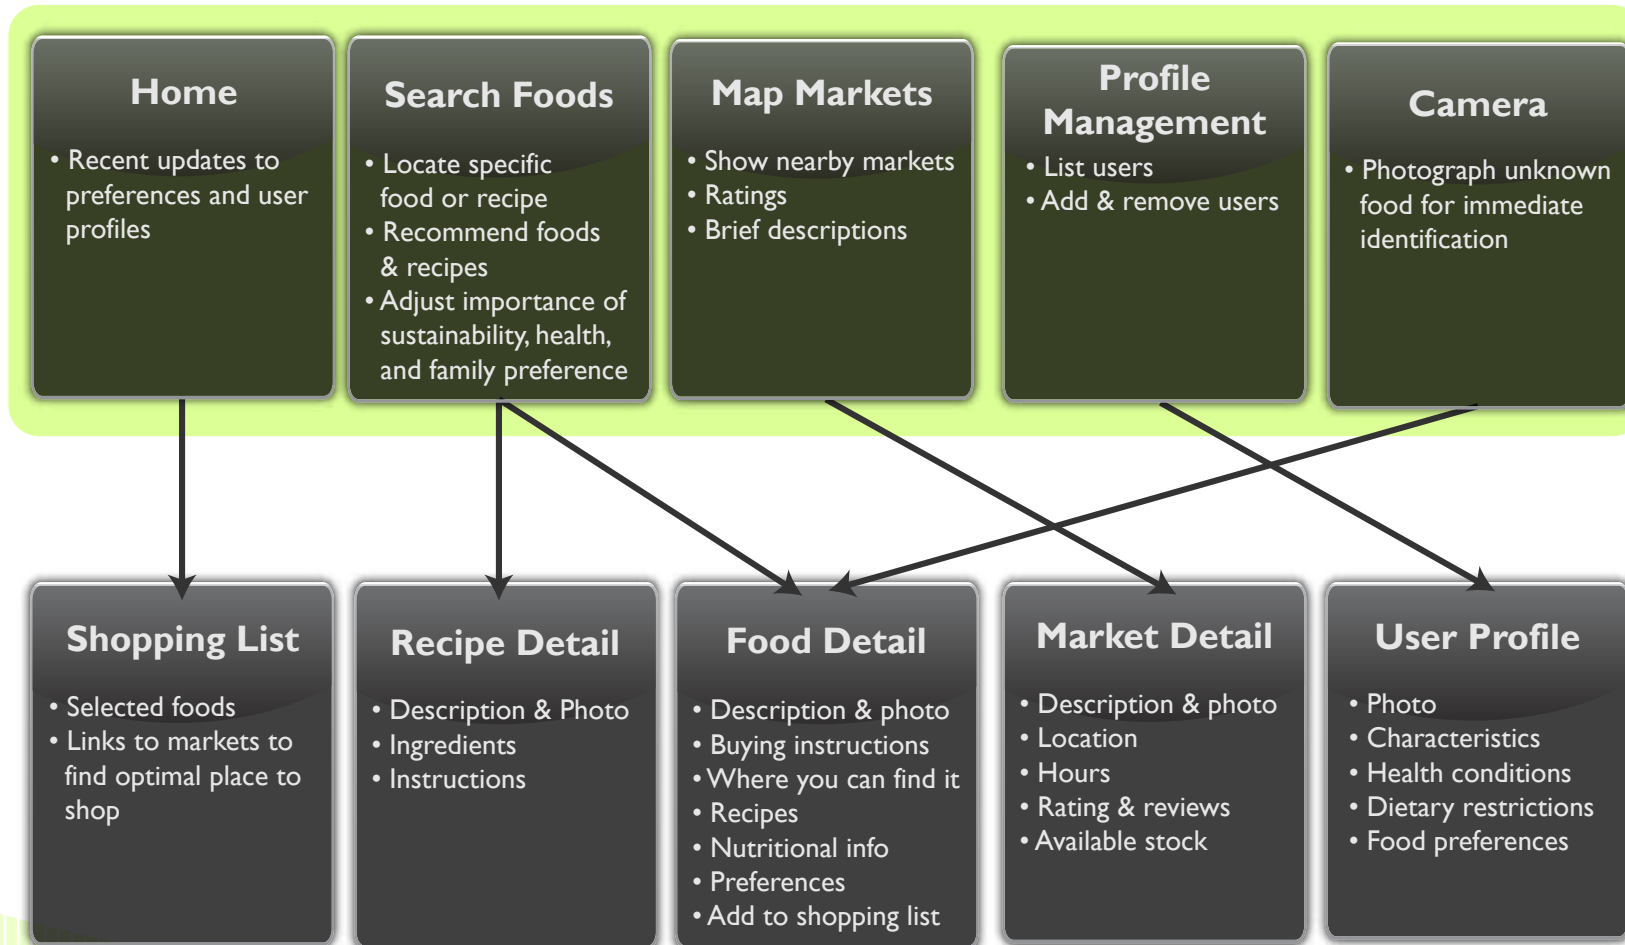 Home
• Recent updates to
preferences and user
profiles
Search Foods
• Locate specific
food or recipe
• Recommend foods
& recipes
• Adjust importance of
sustainability, health,
and family preference
Map Markets
• Show nearby markets
• Ratings
• Brief descriptions
Profile
Management
• List users
• Add & remove users
Camera
• Photograph unknown
food for immediate
identification
Shopping List
• Selected foods
• Links to markets to
find optimal place to
shop
Recipe Detail
• Description & Photo
• Ingredients
• Instructions
Food Detail
• Description & photo
• Buying instructions
• Where you can find it
• Recipes
• Nutritional info
• Preferences
• Add to shopping list
Market Detail
• Description & photo
• Location
• Hours
• Rating & reviews
• Available stock
User Profile
• Photo
• Characteristics
• Health conditions
• Dietary restrictions
• Food preferences